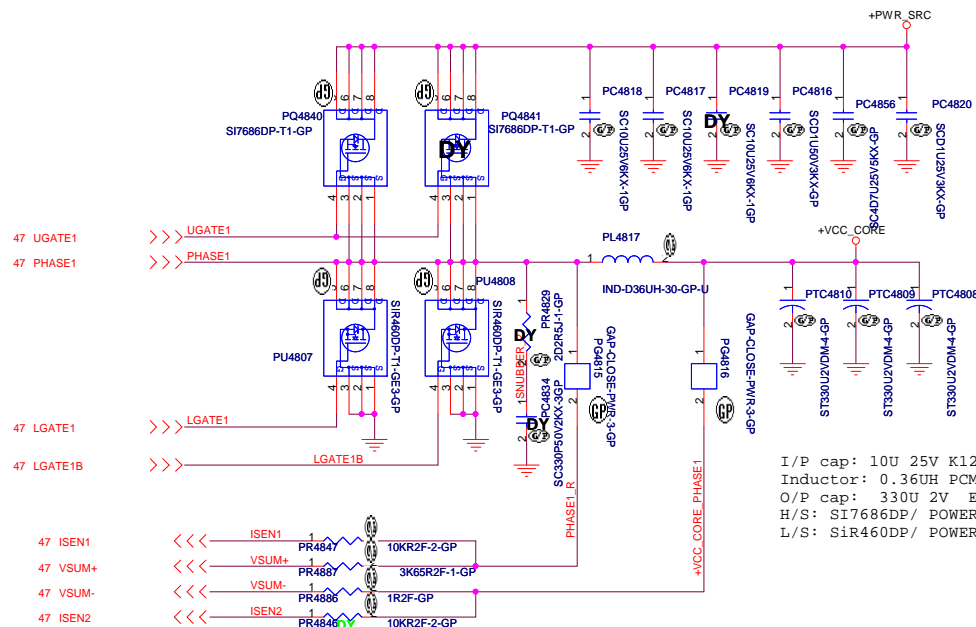 +PWR_SRC
PQ4840
SI7686DP-T1-GP
PQ4841
SI7686DP-T1-GP
DY
PC4818
SC10U25V6KX-1GP
PC4817
SC10U25V6KX-1GP
PC4819
DY
SC10U25V6KX-1GP
PC4816
SCD1U50V3KX-GP
PC4856
SC4D7U25V5KX-GP
PC4820
SCD1U25V3KX-GP
47 UGATE1
UGATE1
47 PHASE1
PHASE1
PL4817
IND-D36UH-30-GP-U
+VCC_CORE
PU4807
SIR460DP-T1-GE3-GP
PU4808
SIR460DP-T1-GE3-GP
PR4829
2D2R5J-1-GP
DY
SNUBBER
PC4834
DY
SC330P50V2KX-3GP
PG4815
GAP-CLOSE-PWR-3-GP
PG4816
GAP-CLOSE-PWR-3-GP
PTC4810
ST330U2VDM-4-GP
PTC4809
ST330U2VDM-4-GP
PTC4808
ST330U2VDM-4-GP
47 LGATE1
LGATE1
47 LGATE1B
LGATE1B
PHASE1_R
+VCC_CORE_PHASE1
I/P cap: 10U 25V K12
Inductor: 0.36UH PCM
O/P cap: 330U 2V E
H/S: SI7686DP/ POWER
L/S: SiR460DP/ POWER
47 ISEN1
ISEN1
PR4847
10KR2F-2-GP
47 VSUM+
VSUM+
PR4887
3K65R2F-1-GP
47 VSUM-
VSUM-
PR4886
1R2F-GP
47 ISEN2
ISEN2
PR4846
DY
10KR2F-2-GP